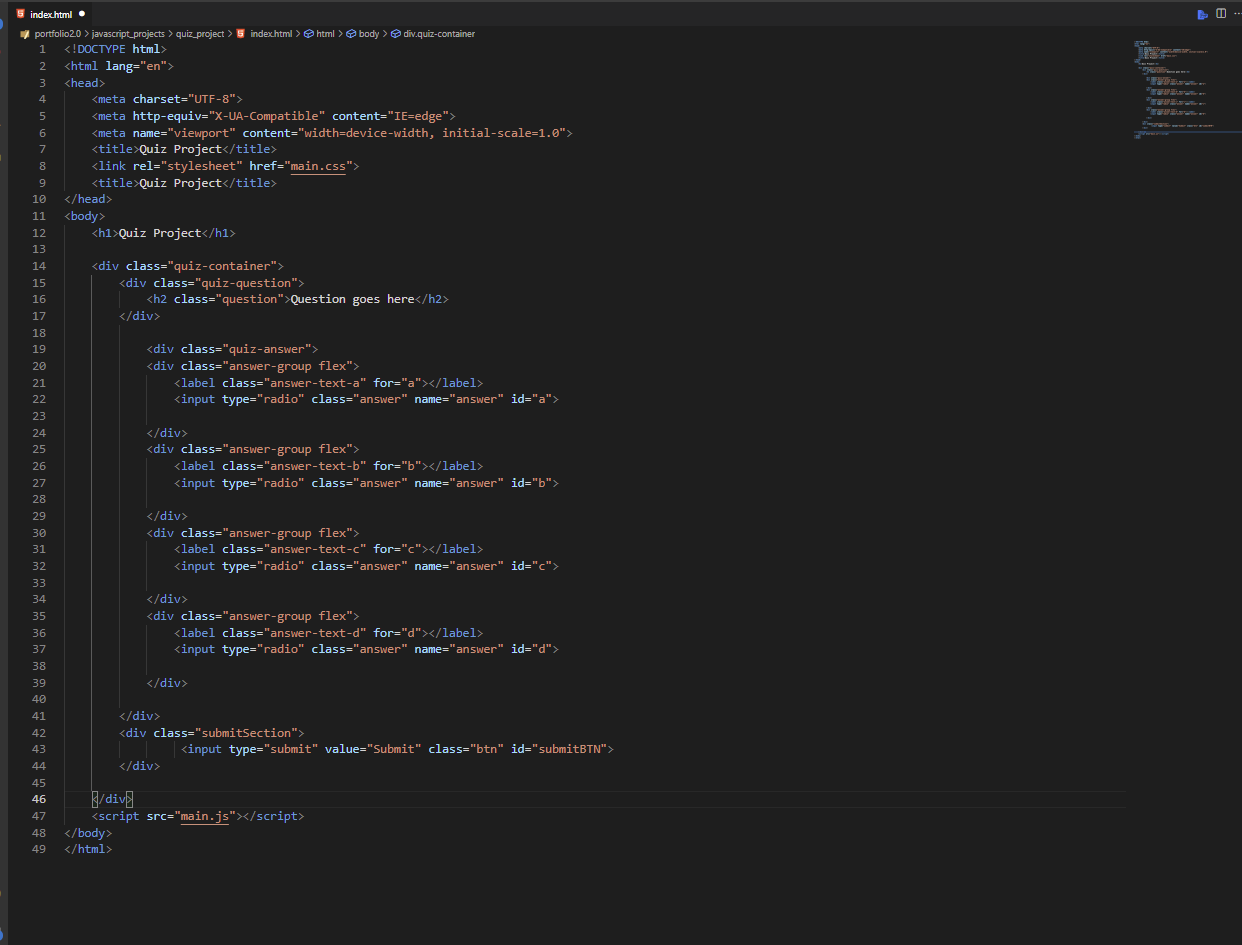 index.html
portfolio2.0 > javascript_projects > quiz_project > index.html > html > body > div.quiz-container
1 <!DOCTYPE html>
2 <html lang="en">
3 <head>
4     <meta charset="UTF-8">
5     <meta http-equiv="X-UA-Compatible" content="IE=edge">
6     <meta name="viewport" content="width=device-width, initial-scale=1.0">
7     <title>Quiz Project</title>
8     <link rel="stylesheet" href="main.css">
9     <title>Quiz Project</title>
10 </head>
11 <body>
12     <h1>Quiz Project</h1>
13
14     <div class="quiz-container">
15         <div class="quiz-question">
16             <h2 class="question">Question goes here</h2>
17         </div>
18
19             <div class="quiz-answer">
20             <div class="answer-group flex">
21                 <label class="answer-text-a" for="a"></label>
22                 <input type="radio" class="answer" name="answer" id="a">
23
24             </div>
25             <div class="answer-group flex">
26                 <label class="answer-text-b" for="b"></label>
27                 <input type="radio" class="answer" name="answer" id="b">
28
29             </div>
30             <div class="answer-group flex">
31                 <label class="answer-text-c" for="c"></label>
32                 <input type="radio" class="answer" name="answer" id="c">
33
34             </div>
35             <div class="answer-group flex">
36                 <label class="answer-text-d" for="d"></label>
37                 <input type="radio" class="answer" name="answer" id="d">
38
39             </div>
40
41         </div>
42         <div class="submitSection">
43                  <input type="submit" value="Submit" class="btn" id="submitBTN">
44         </div>
45
46     </div>
47     <script src="main.js"></script>
48 </body>
49 </html>